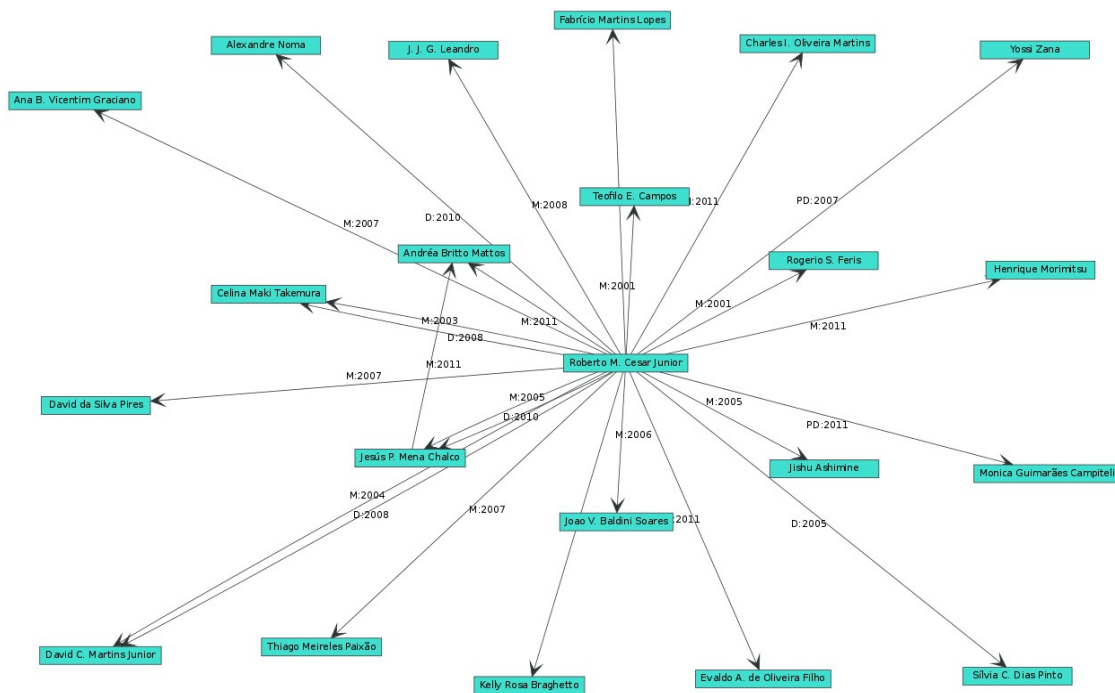 Fabrício Martins Lopes
Alexandre Noma
J. J. G. Leandro
Charles I. Oliveira Martins
Yossi Zana
Ana B. Vicentim Graciano
Teofilo E. Campos
PD:2007
M:2008
:2011
D:2010
M:2007
Andréa Britto Mattos
Rogerio S. Feris
Henrique Morimitsu
M:2001
Celina Maki Takemura
M:2001
M:2003
M:2011
M:2011
D:2008
Roberto M. Cesar Junior
M:2011
M:2007
M:2005
M:2005
David da Silva Pires
D:2010
PD:2011
M:2006
Jesús P. Mena Chalco
Jishu Ashimine
Monica Guimarães Campiteli
M:2004
M:2007
D:2008
Joao V. Baldini Soares
:2011
D:2005
Thiago Meireles Paixão
David C. Martins Junior
Kelly Rosa Braghetto
Evaldo A. de Oliveira Filho
Sílvia C. Dias Pinto